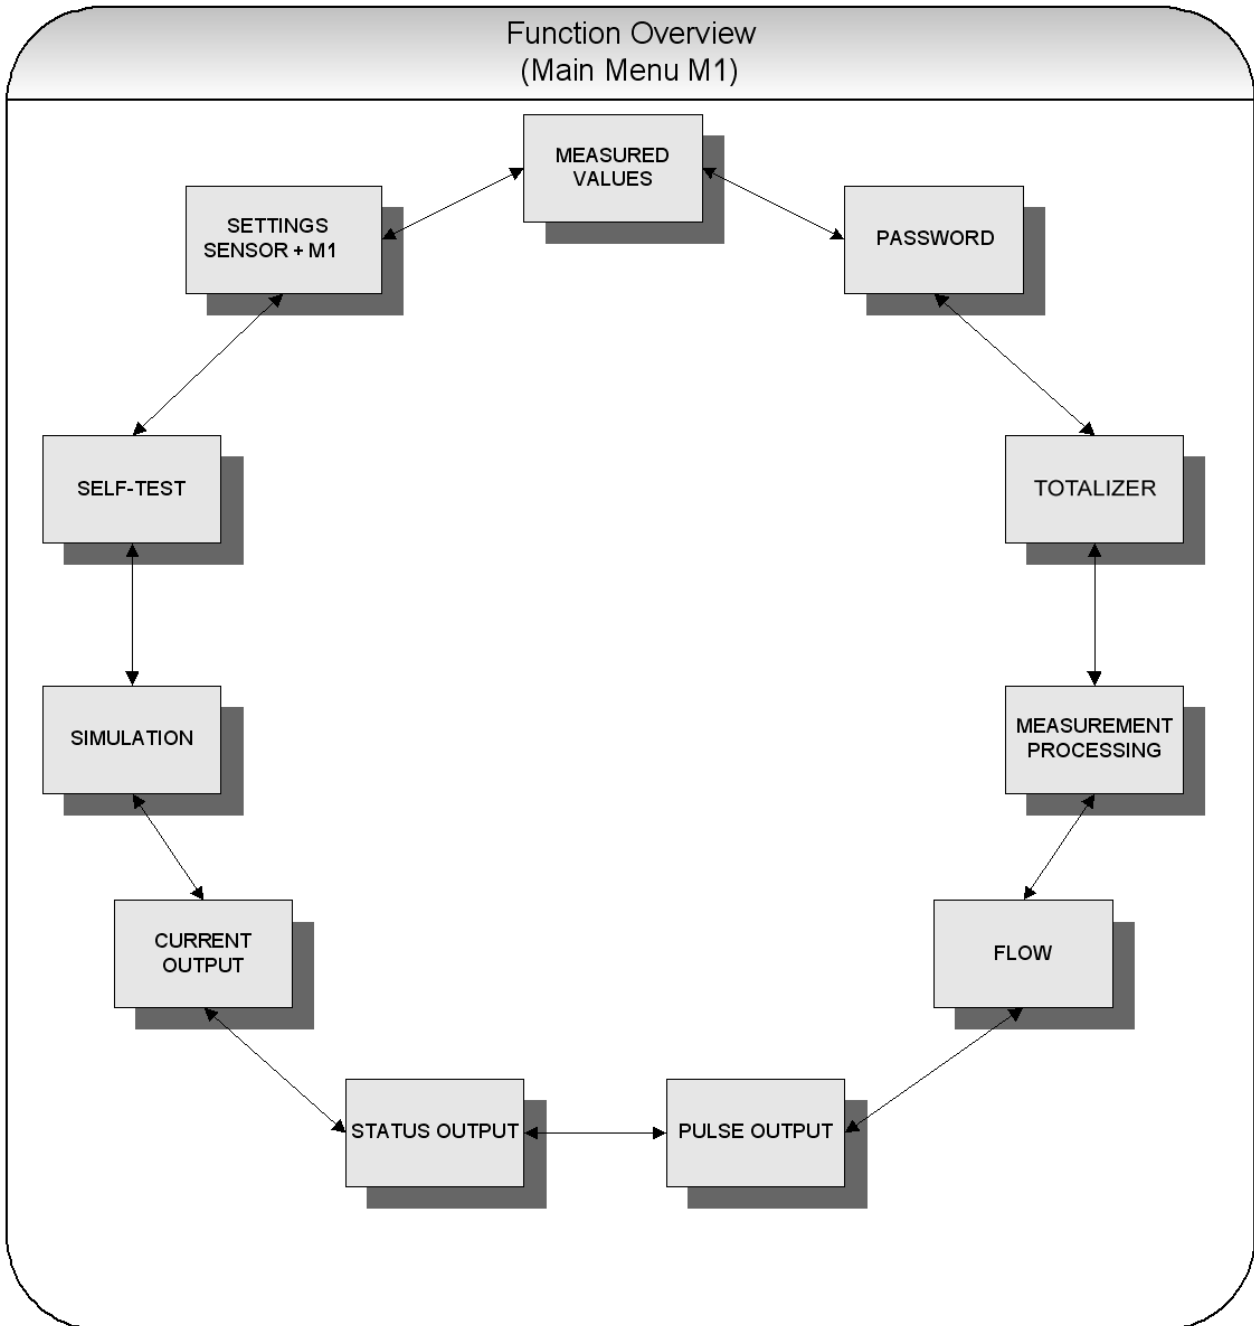 Function Overview
(Main Menu M1)
MEASURED
VALUES
SETTINGS
SENSOR + M1
PASSWORD
SELF-TEST
TOTALIZER
SIMULATION
MEASUREMENT
PROCESSING
CURRENT
OUTPUT
FLOW
STATUS OUTPUT
PULSE OUTPUT